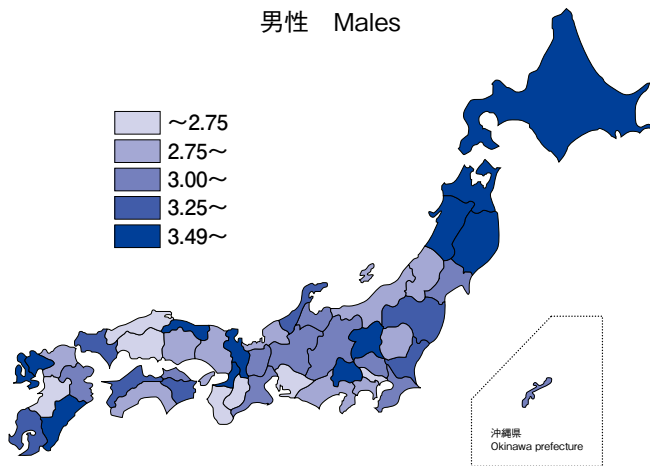 男性 Males
～2.75
2.75～
3.00～
3.25～
3.49～
沖縄県
Okinawa prefecture